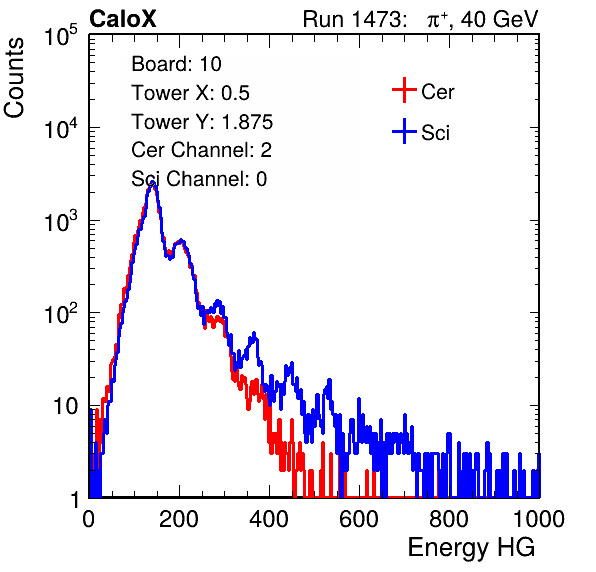 CaloX Run 1473: π⁺, 40 GeV
Counts
10⁵
10⁴
10³
10²
10
1
Board: 10
Tower X: 0.5
Tower Y: 1.875
Cer Channel: 2
Sci Channel: 0
Cer
Sci
0 200 400 600 800 1000
Energy HG